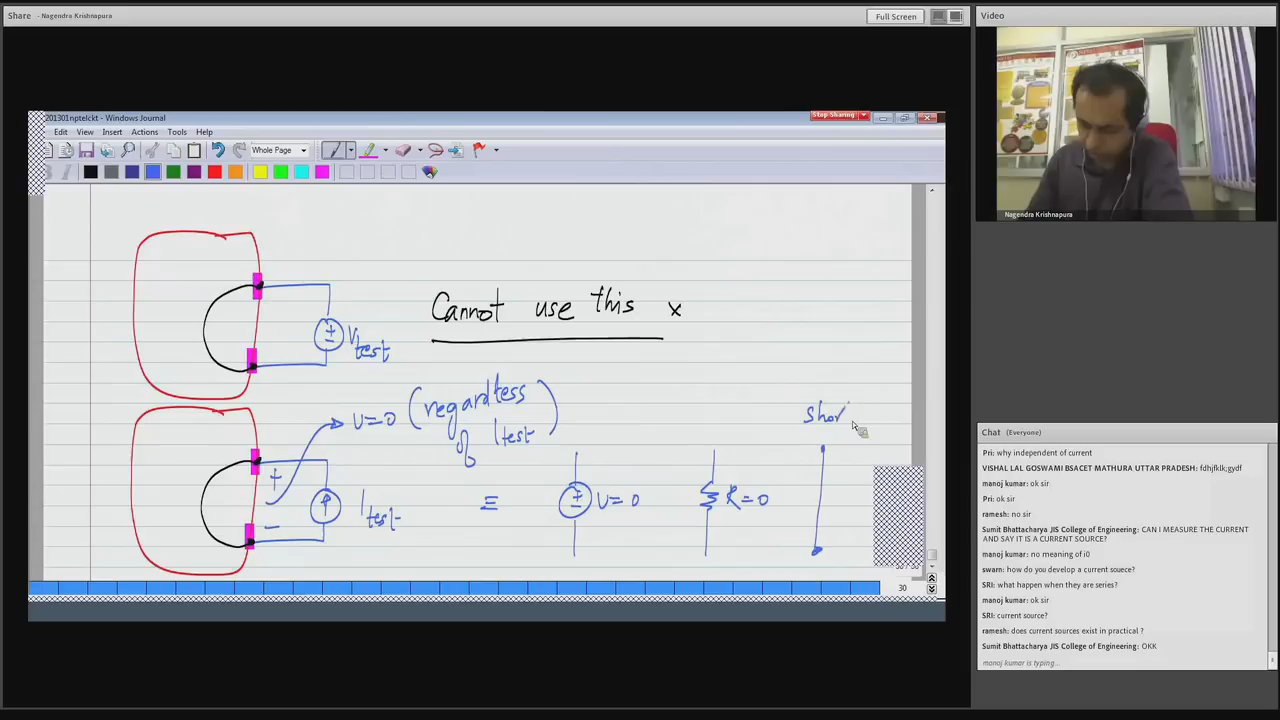 Share - Nagendra Krishnapura
Full Screen
Video
201301nptelckt - Windows Journal
Stop Sharing
Edit View Insert Actions Tools Help
Whole Page
Nagendra Krishnapura
Cannot use this x
Vtest
V=0 (regardless
of Itest)
Shor
+
-
Itest
≡
V=0
R=0
30
Chat (Everyone)
Pri: why independent of current
VISHAL LAL GOSWAMI BSACET MATHURA UTTAR PRADESH: fdhjfklk;gydf
manoj kumar: ok sir
Pri: ok sir
ramesh: no sir
Sumit Bhattacharya JIS College of Engineering: CAN I MEASURE THE CURRENT
AND SAY IT IS A CURRENT SOURCE?
manoj kumar: no meaning of i0
swarn: how do you develop a current souece?
SRI: what happen when they are series?
manoj kumar: ok sir
SRI: current source?
ramesh: does current sources exist in practical ?
Sumit Bhattacharya JIS College of Engineering: OKK
manoj kumar is typing...